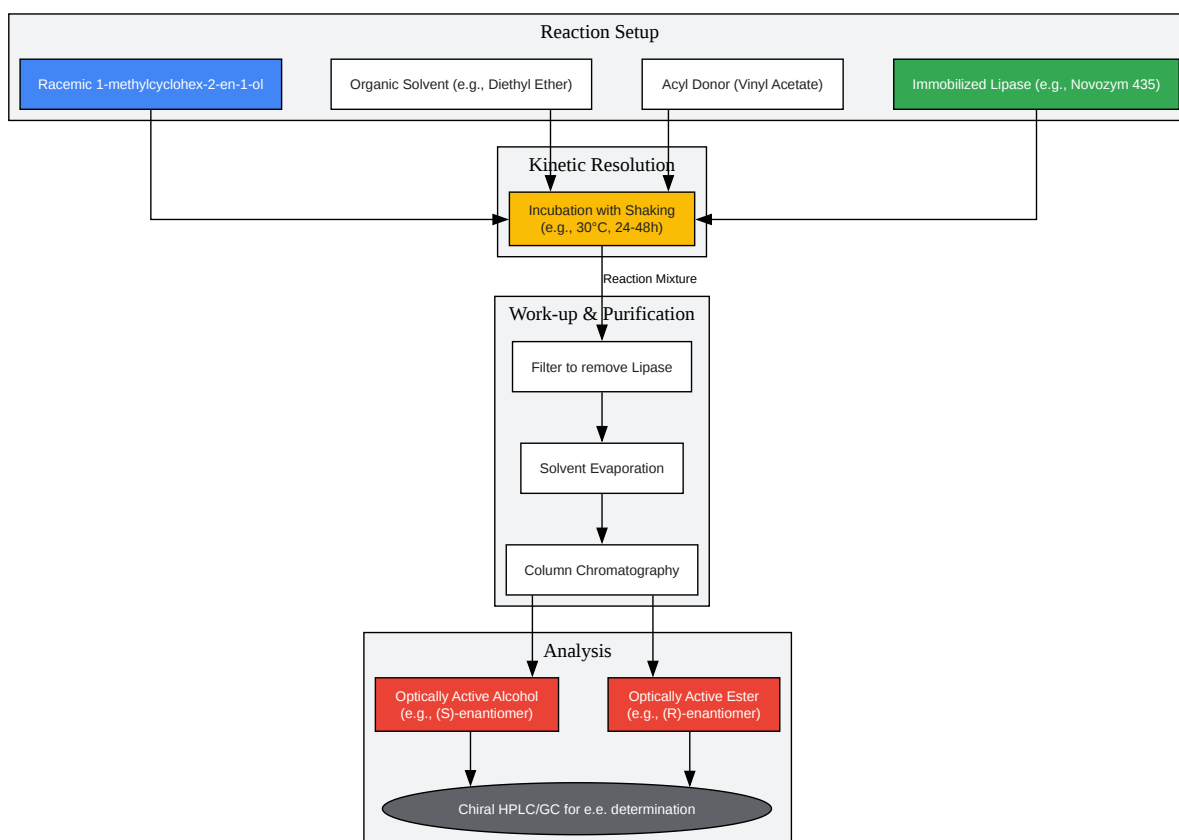 Reaction Setup
Racemic 1-methylcyclohex-2-en-1-ol
Organic Solvent (e.g., Diethyl Ether)
Acyl Donor (Vinyl Acetate)
Immobilized Lipase (e.g., Novozym 435)
Kinetic Resolution
Incubation with Shaking
(e.g., 30°C, 24-48h)
Reaction Mixture
Work-up & Purification
Filter to remove Lipase
Solvent Evaporation
Column Chromatography
Analysis
Optically Active Alcohol
(e.g., (S)-enantiomer)
Optically Active Ester
(e.g., (R)-enantiomer)
Chiral HPLC/GC for e.e. determination